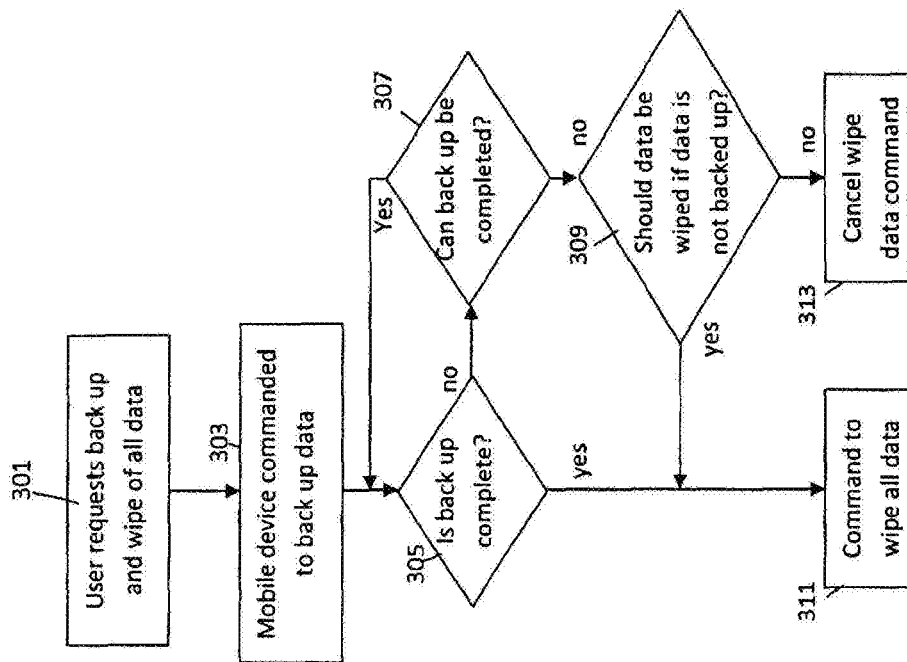 301
User requests back up
and wipe of all data
303
Mobile device commanded
to back up data
305
Is back up
complete?
no
yes
307
Can back up be
completed?
Yes
no
309
Should data be
wiped if data is
not backed up?
yes
no
311
Command to
wipe all data
313
Cancel wipe
data command